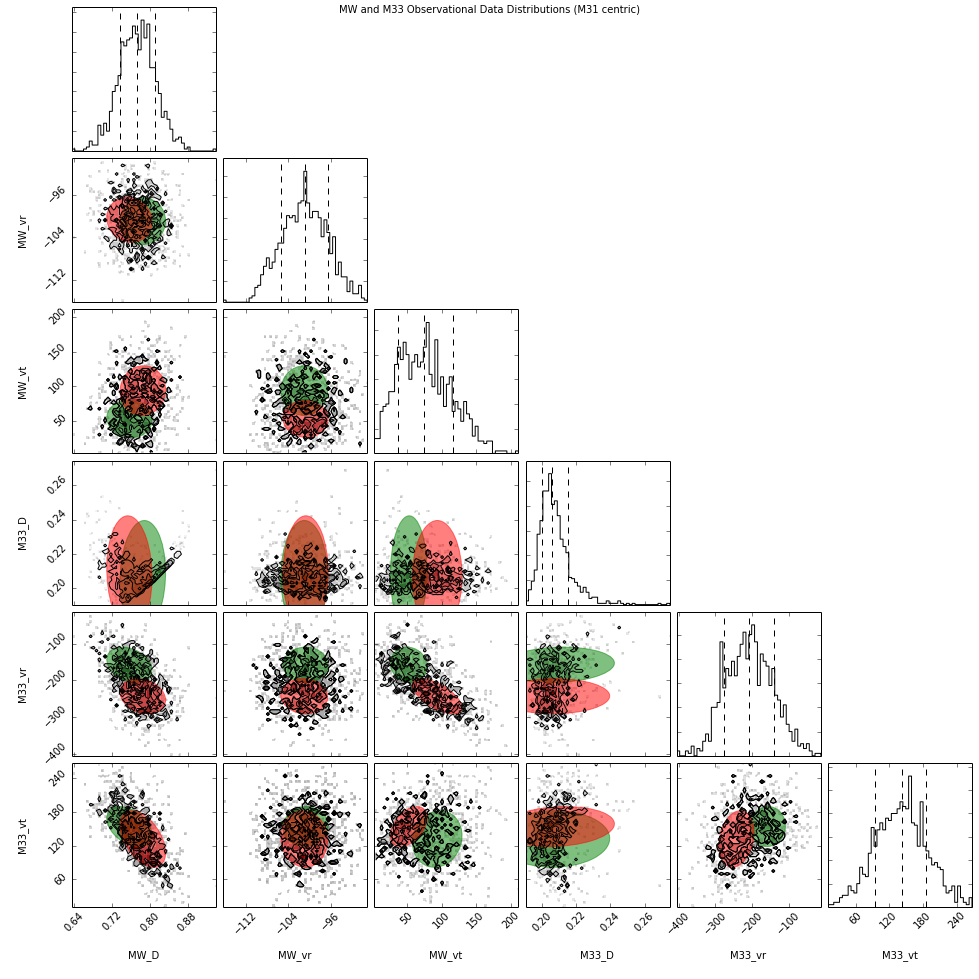 MW and M33 Observational Data Distributions (M31 centric)
MW_vr
−96
−104
−112
MW_vt
200
150
100
50
M33_D
0.26
0.24
0.22
0.20
M33_vr
−100
−200
−300
−400
M33_vt
240
180
120
60
0.64 0.72 0.80 0.88 −112 −104 −96 50 100 150 200 0.20 0.22 0.24 0.26 −400 −300 −200 −100 60 120 180 240
MW_D MW_vr MW_vt M33_D M33_vr M33_vt